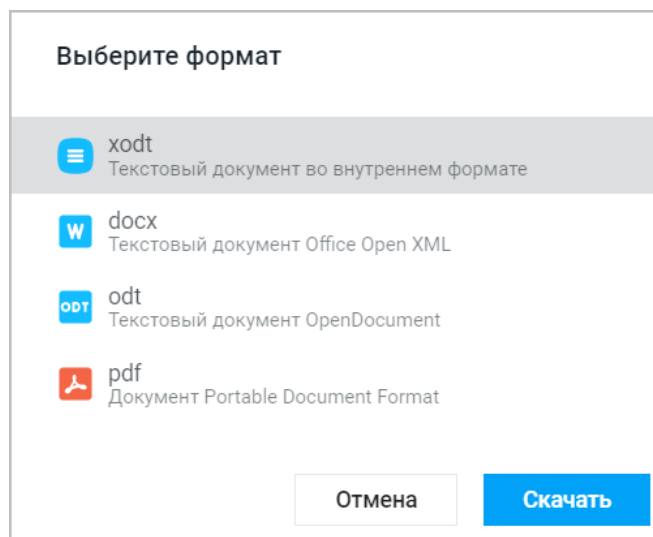 Выберите формат
xodt
Текстовый документ во внутреннем формате
W
docx
Текстовый документ Office Open XML
ODT
odt
Текстовый документ OpenDocument
pdf
Документ Portable Document Format
Отмена
Скачать